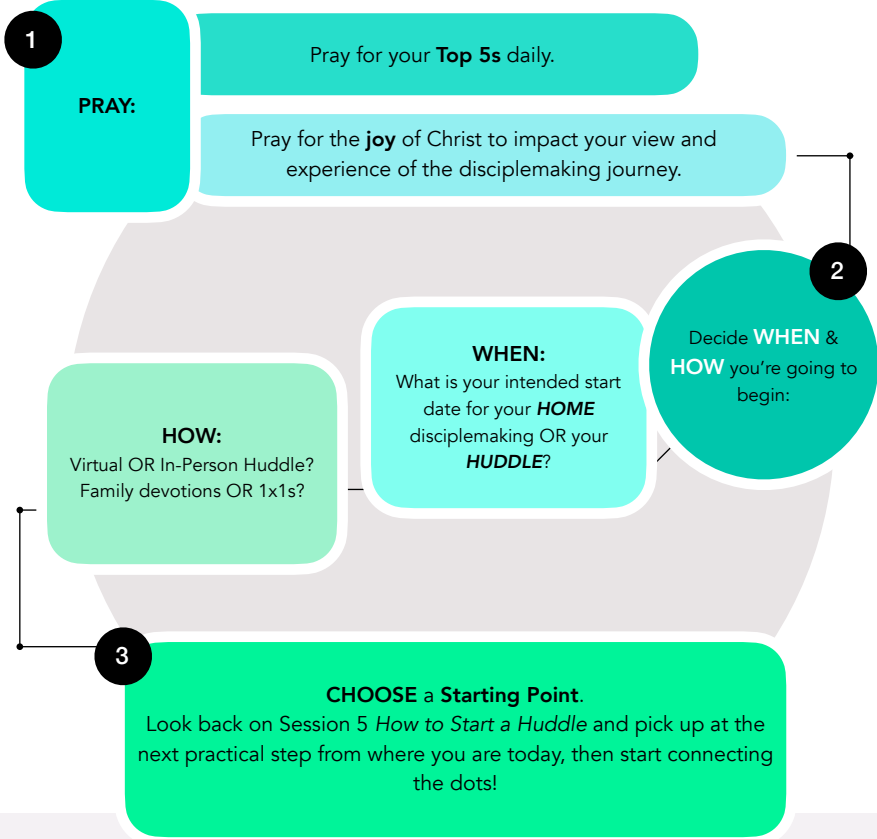 1
PRAY:
Pray for your Top 5s daily.
Pray for the joy of Christ to impact your view and
experience of the disciplemaking journey.
2
Decide WHEN &
HOW you're going to
begin:
WHEN:
What is your intended start
date for your HOME
disciplemaking OR your
HUDDLE?
HOW:
Virtual OR In-Person Huddle?
Family devotions OR 1x1s?
3
CHOOSE a Starting Point.
Look back on Session 5 How to Start a Huddle and pick up at the
next practical step from where you are today, then start connecting
the dots!